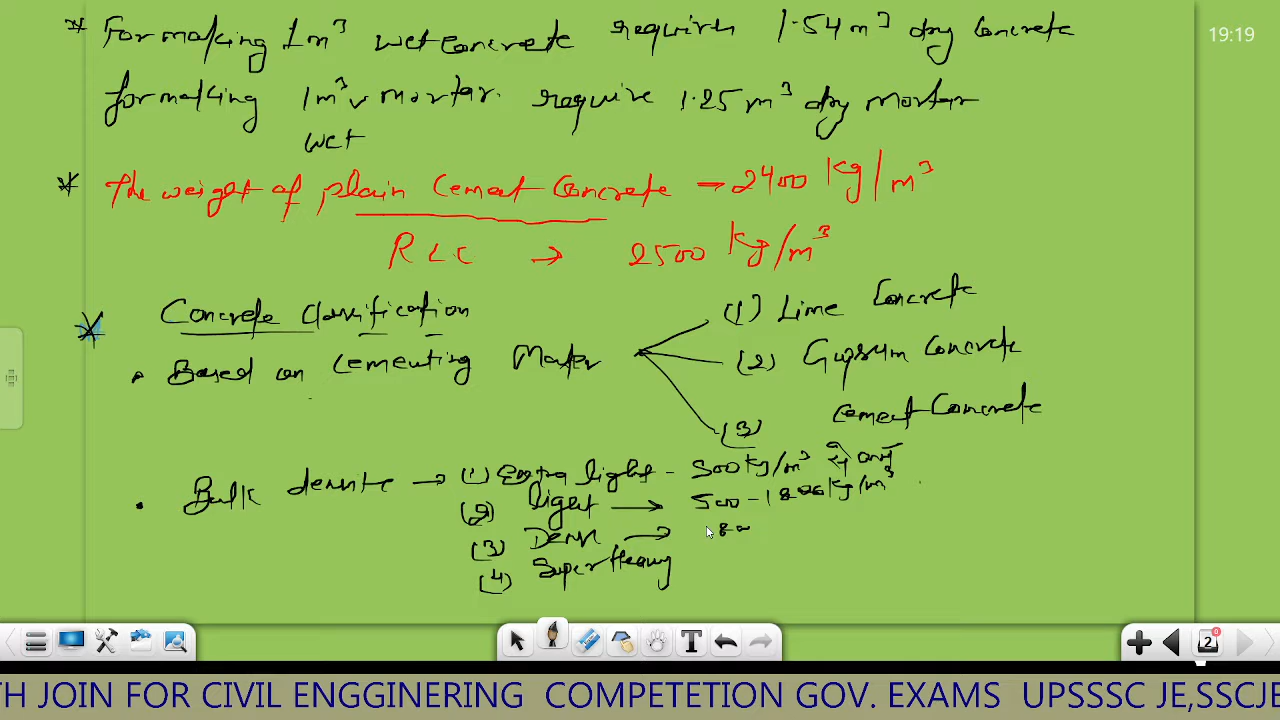 * For making 1m³ wet concrete requires 1.54 m³ dry concrete
19:19
for making 1m³ v mortar. require 1.25 m³ dry mortar
wet
* The weight of plain Cement Concrete - 2400 kg/m³
RCC → 2500 kg/m³
* Concrete Classification
(1) Lime Concrete
• Based on cementing Mater
(2) Gypsum Concrete
(3) cement Concrete
• Bulk → (1) Extra light - 500 kg/m³
(2) light → 500 - 1800 kg/m³
(3) →
(4) Super Heavy
T
2
TH JOIN FOR CIVIL ENGGINERING COMPETETION GOV. EXAMS UPSSSC JE,SSCJE